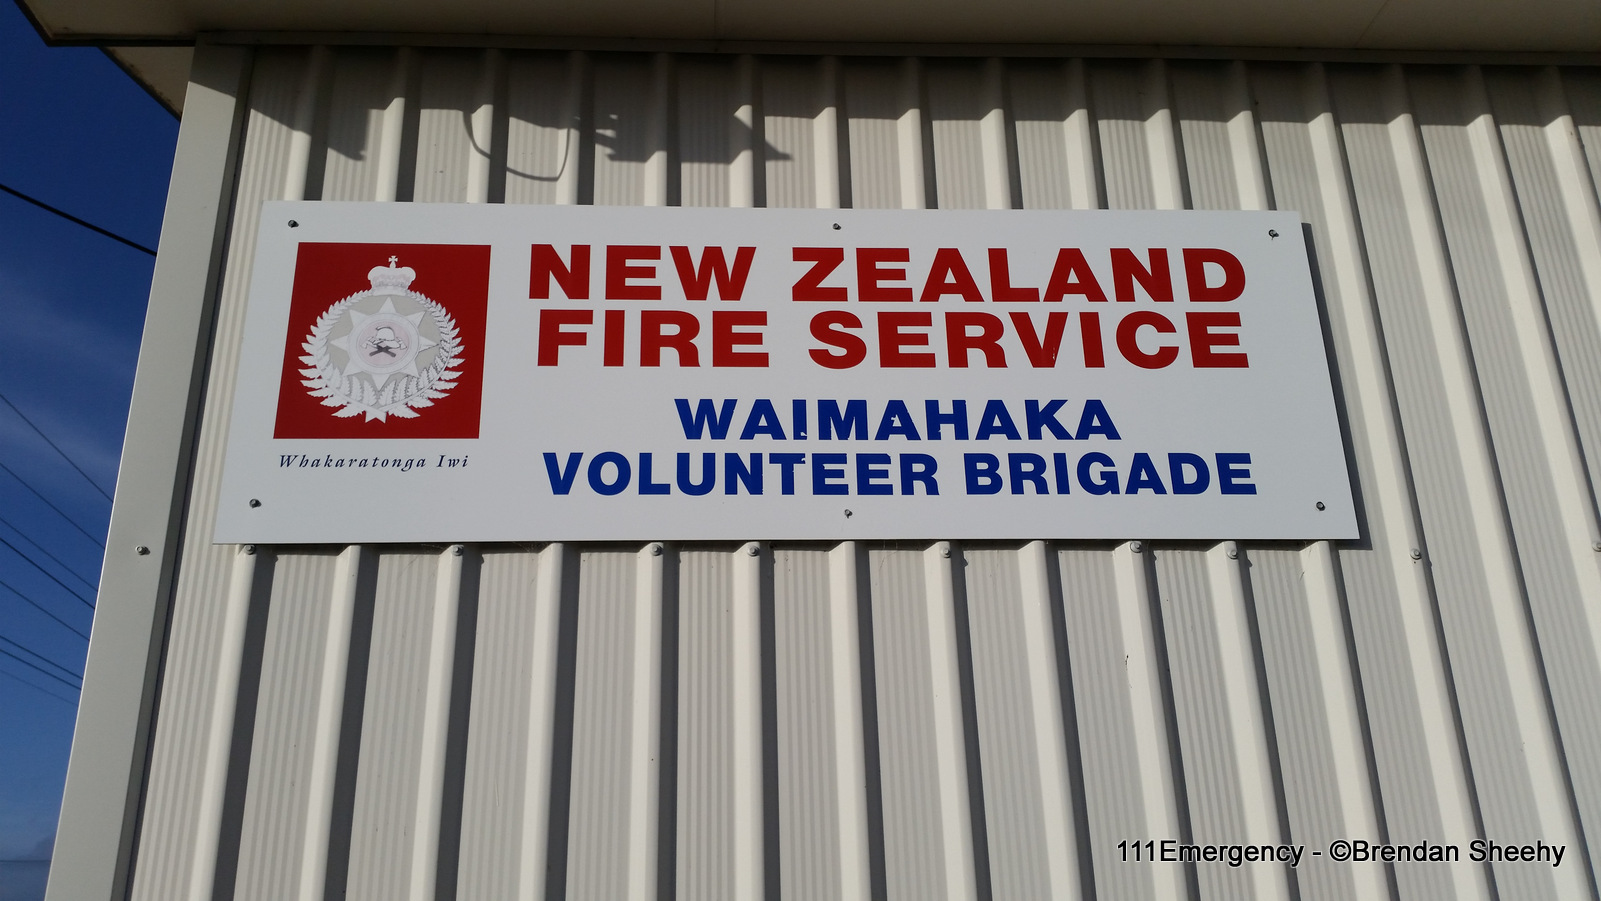 NEW ZEALAND
FIRE SERVICE
WAIMAHAKA
VOLUNTEER BRIGADE
Whakaratonga Iwi
111Emergency - ©Brendan Sheehy